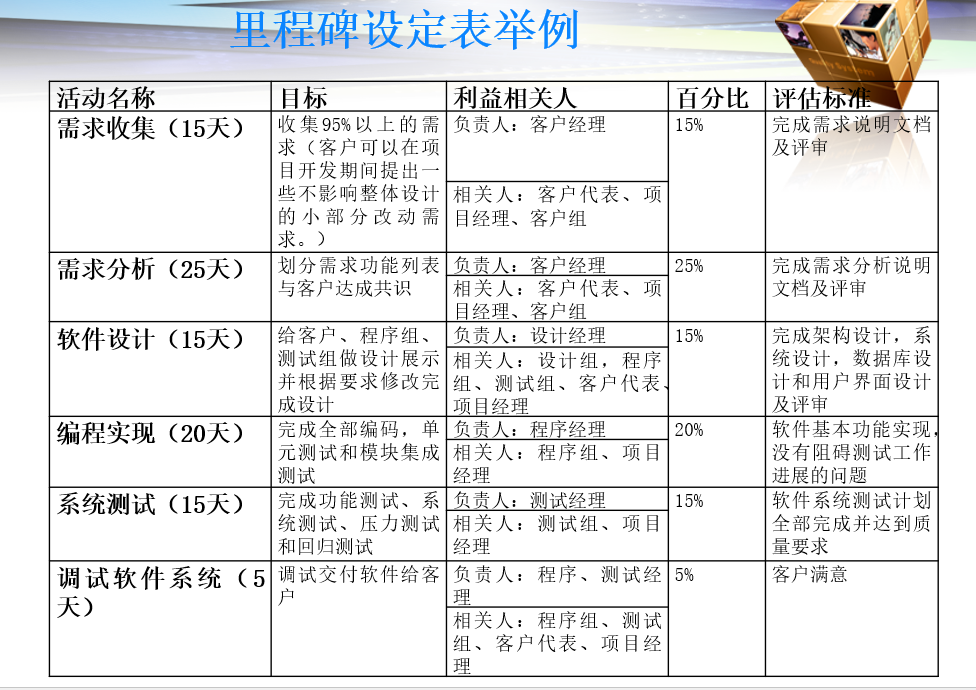 里程碑设定表举例
活动名称
目标
利益相关人
百分比
评估标准
需求收集（15天）
收集95%以上的需
求（客户可以在项
目开发期间提出一
些不影响整体设计
的小部分改动需
求。）
负责人：客户经理
相关人：客户代表、项
目经理、客户组
15%
完成需求说明文档
及评审
需求分析（25天）
划分需求功能列表
与客户达成共识
负责人：客户经理
相关人：客户代表、项
目经理、客户组
25%
完成需求分析说明
文档及评审
软件设计（15天）
给客户、程序组、
测试组做设计展示
并根据要求修改完
成设计
负责人：设计经理
相关人：设计组，程序
组、测试组、客户代表、
项目经理
15%
完成架构设计，系
统设计，数据库设
计和用户界面设计
及评审
编程实现（20天）
完成全部编码，单
元测试和模块集成
测试
负责人：程序经理
相关人：程序组、项目
经理
20%
软件基本功能实现，
没有阻碍测试工作
进展的问题
系统测试（15天）
完成功能测试、系
统测试、压力测试
和回归测试
负责人：测试经理
相关人：测试组、项目
经理
15%
软件系统测试计划
全部完成并达到质
量要求
调试软件系统（5
天）
调试交付软件给客
户
负责人：程序、测试经
理
相关人：程序组、测试
组、客户代表、项目经
理
5%
客户满意